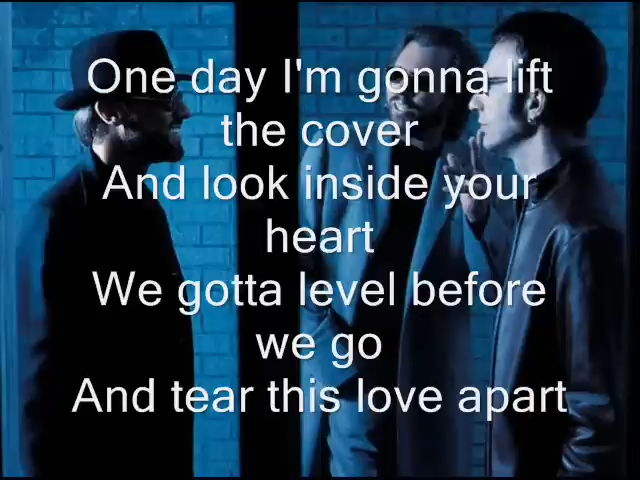 One day I'm gonna lift
the cover
And look inside your
heart
We gotta level before
we go
And tear this love apart